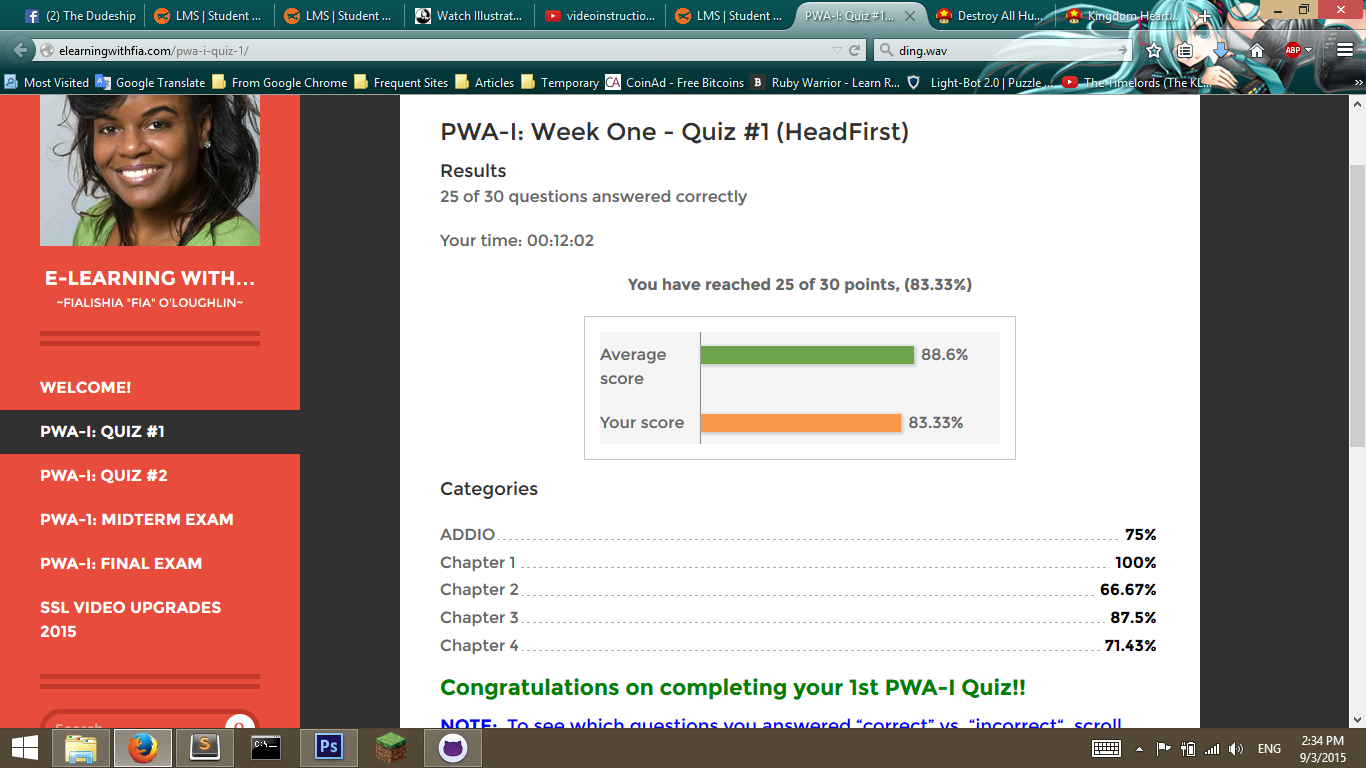 (2) The Dudeship
LMS | Student ...
LMS | Student ...
Watch Illustrat...
videoinstructio...
LMS | Student ...
PWA-I: Quiz #1...
Destroy All Hu...
Kingdom Heart...
elearningwithfia.com/pwa-i-quiz-1/
ding.wav
ABP
Most Visited
Google Translate
From Google Chrome
Frequent Sites
Articles
Temporary
CA CoinAd - Free Bitcoins
B Ruby Warrior - Learn R...
Light-Bot 2.0 | Puzzle ...
The Timelords (The KL...
E-LEARNING WITH...
~FIALISHIA "FIA" O'LOUGHLIN~
WELCOME!
PWA-I: QUIZ #1
PWA-I: QUIZ #2
PWA-1: MIDTERM EXAM
PWA-I: FINAL EXAM
SSL VIDEO UPGRADES
2015
Search
PWA-I: Week One - Quiz #1 (HeadFirst)
Results
25 of 30 questions answered correctly
Your time: 00:12:02
You have reached 25 of 30 points, (83.33%)
Average
score
88.6%
Your score 83.33%
Categories
ADDIO 75%
Chapter 1 100%
Chapter 2 66.67%
Chapter 3 87.5%
Chapter 4 71.43%
Congratulations on completing your 1st PWA-I Quiz!!
NOTE: To see which questions you answered “correct” vs. “incorrect“, scroll
C:\_
Ps
ENG
2:34 PM
9/3/2015